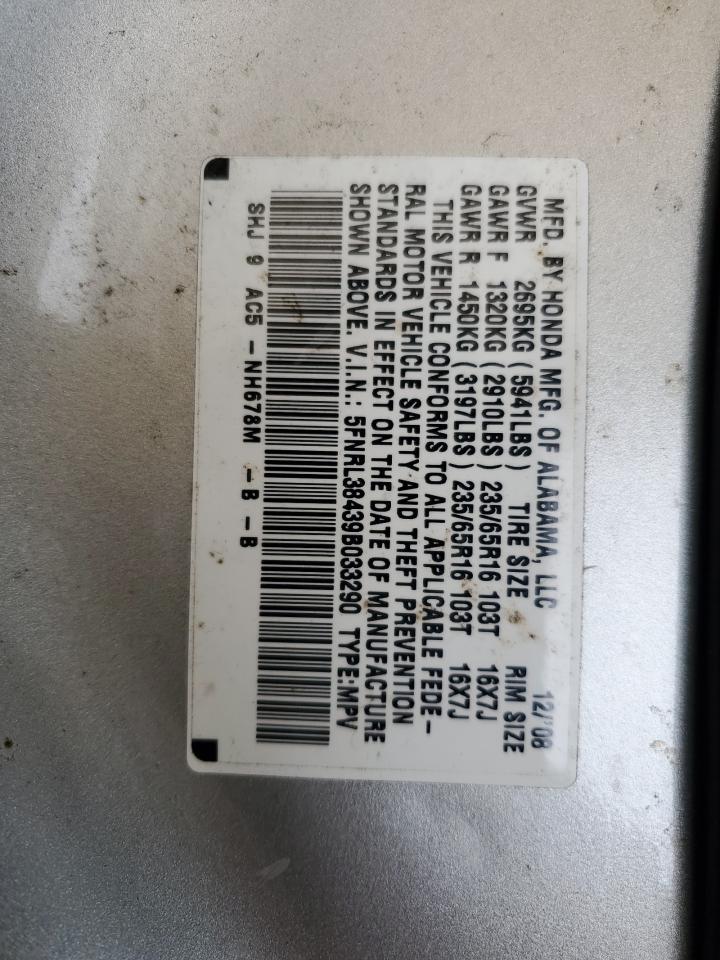 MFD. BY HONDA MFG. OF ALABAMA, LLC 12/'08
GVWR 2695KG (5941LBS) TIRE SIZE RIM SIZE
GAWR F 1320KG (2910LBS) 235/65R16 103T 16X7J
GAWR R 1450KG (3197LBS) 235/65R16 103T 16X7J
THIS VEHICLE CONFORMS TO ALL APPLICABLE FEDE-
RAL MOTOR VEHICLE SAFETY AND THEFT PREVENTION
STANDARDS IN EFFECT ON THE DATE OF MANUFACTURE
SHOWN ABOVE. V.I.N.: 5FNRL38439B033290 TYPE:MPV
SHJ 9 AC5 - NH678M - B - B